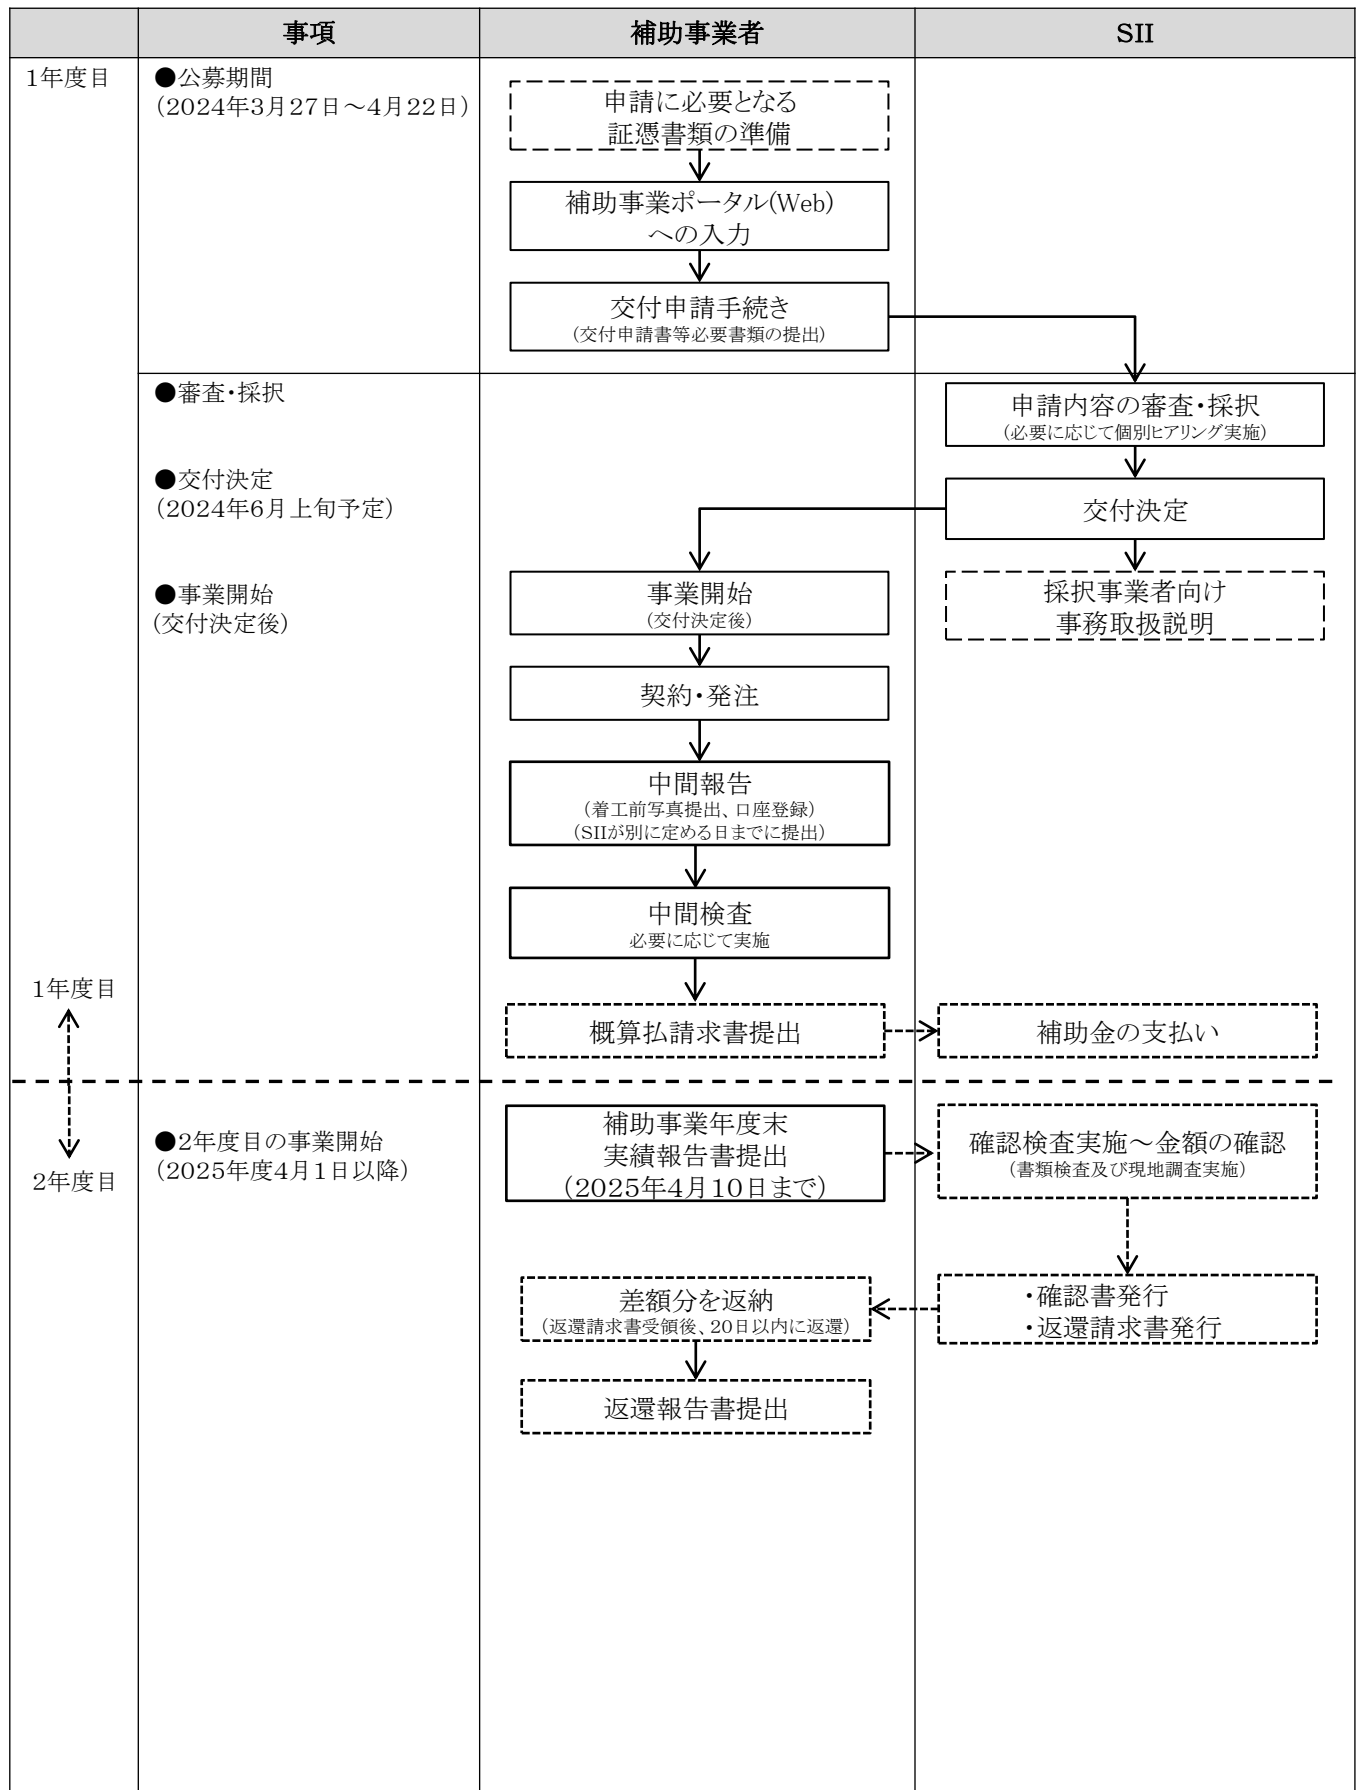 事項
補助事業者
SII
1年度目
●公募期間
(2024年3月27日～4月22日)
申請に必要となる
証憑書類の準備
補助事業ポータル(Web)
への入力
交付申請手続き
(交付申請書等必要書類の提出)
●審査・採択
申請内容の審査・採択
(必要に応じて個別ヒアリング実施)
●交付決定
(2024年6月上旬予定)
交付決定
●事業開始
(交付決定後)
事業開始
(交付決定後)
採択事業者向け
事務取扱説明
契約・発注
中間報告
(着工前写真提出、口座登録)
(SIIが別に定める日までに提出)
中間検査
必要に応じて実施
1年度目
概算払請求書提出
補助金の支払い
2年度目
●2年度目の事業開始
(2025年度4月1日以降)
補助事業年度末
実績報告書提出
(2025年4月10日まで)
確認検査実施～金額の確認
(書類検査及び現地調査実施)
差額分を返納
(返還請求書受領後、20日以内に返還)
・確認書発行
・返還請求書発行
返還報告書提出